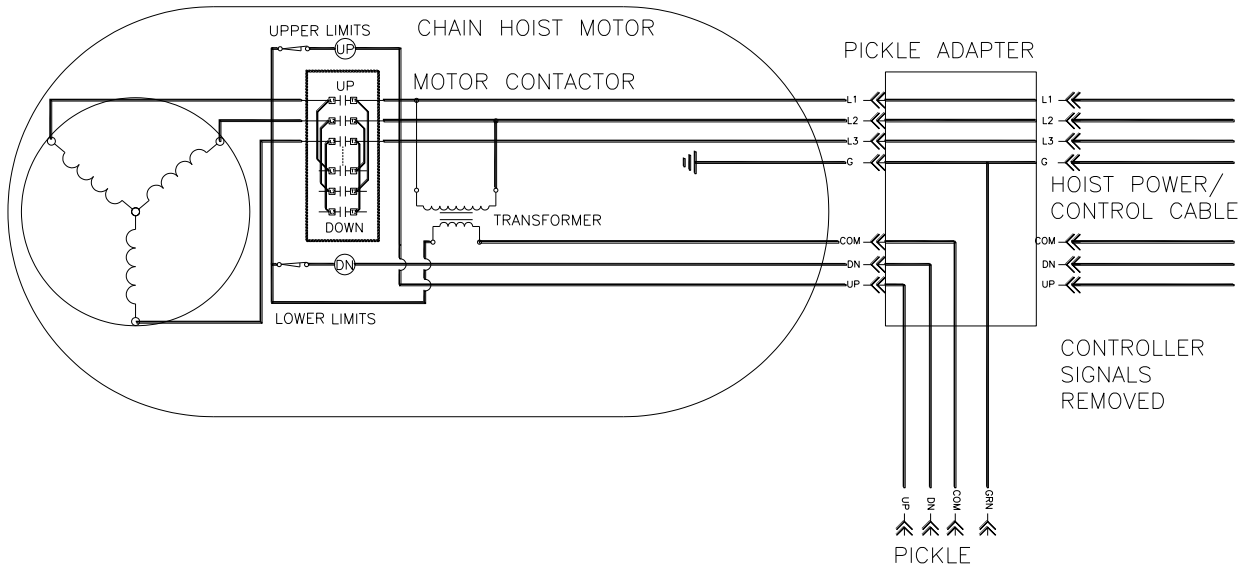 UPPER LIMITS
UP
CHAIN HOIST MOTOR
PICKLE ADAPTER
UP
MOTOR CONTACTOR
L1
L1
L2
L2
L3
L3
G
G
HOIST POWER/
CONTROL CABLE
TRANSFORMER
DOWN
COM
COM
DN
DN
DN
UP
UP
LOWER LIMITS
CONTROLLER
SIGNALS
REMOVED
UP
DN
COM
GRN
PICKLE